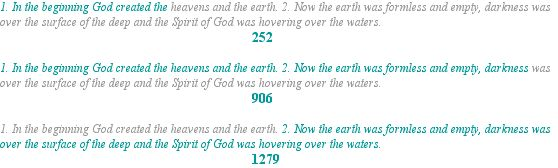 1. In the beginning God created the heavens and the earth. 2. Now the earth was formless and empty, darkness was
over the surface of the deep and the Spirit of God was hovering over the waters.
252
1. In the beginning God created the heavens and the earth. 2. Now the earth was formless and empty, darkness was
over the surface of the deep and the Spirit of God was hovering over the waters.
906
1. In the beginning God created the heavens and the earth. 2. Now the earth was formless and empty, darkness was
over the surface of the deep and the Spirit of God was hovering over the waters.
1279